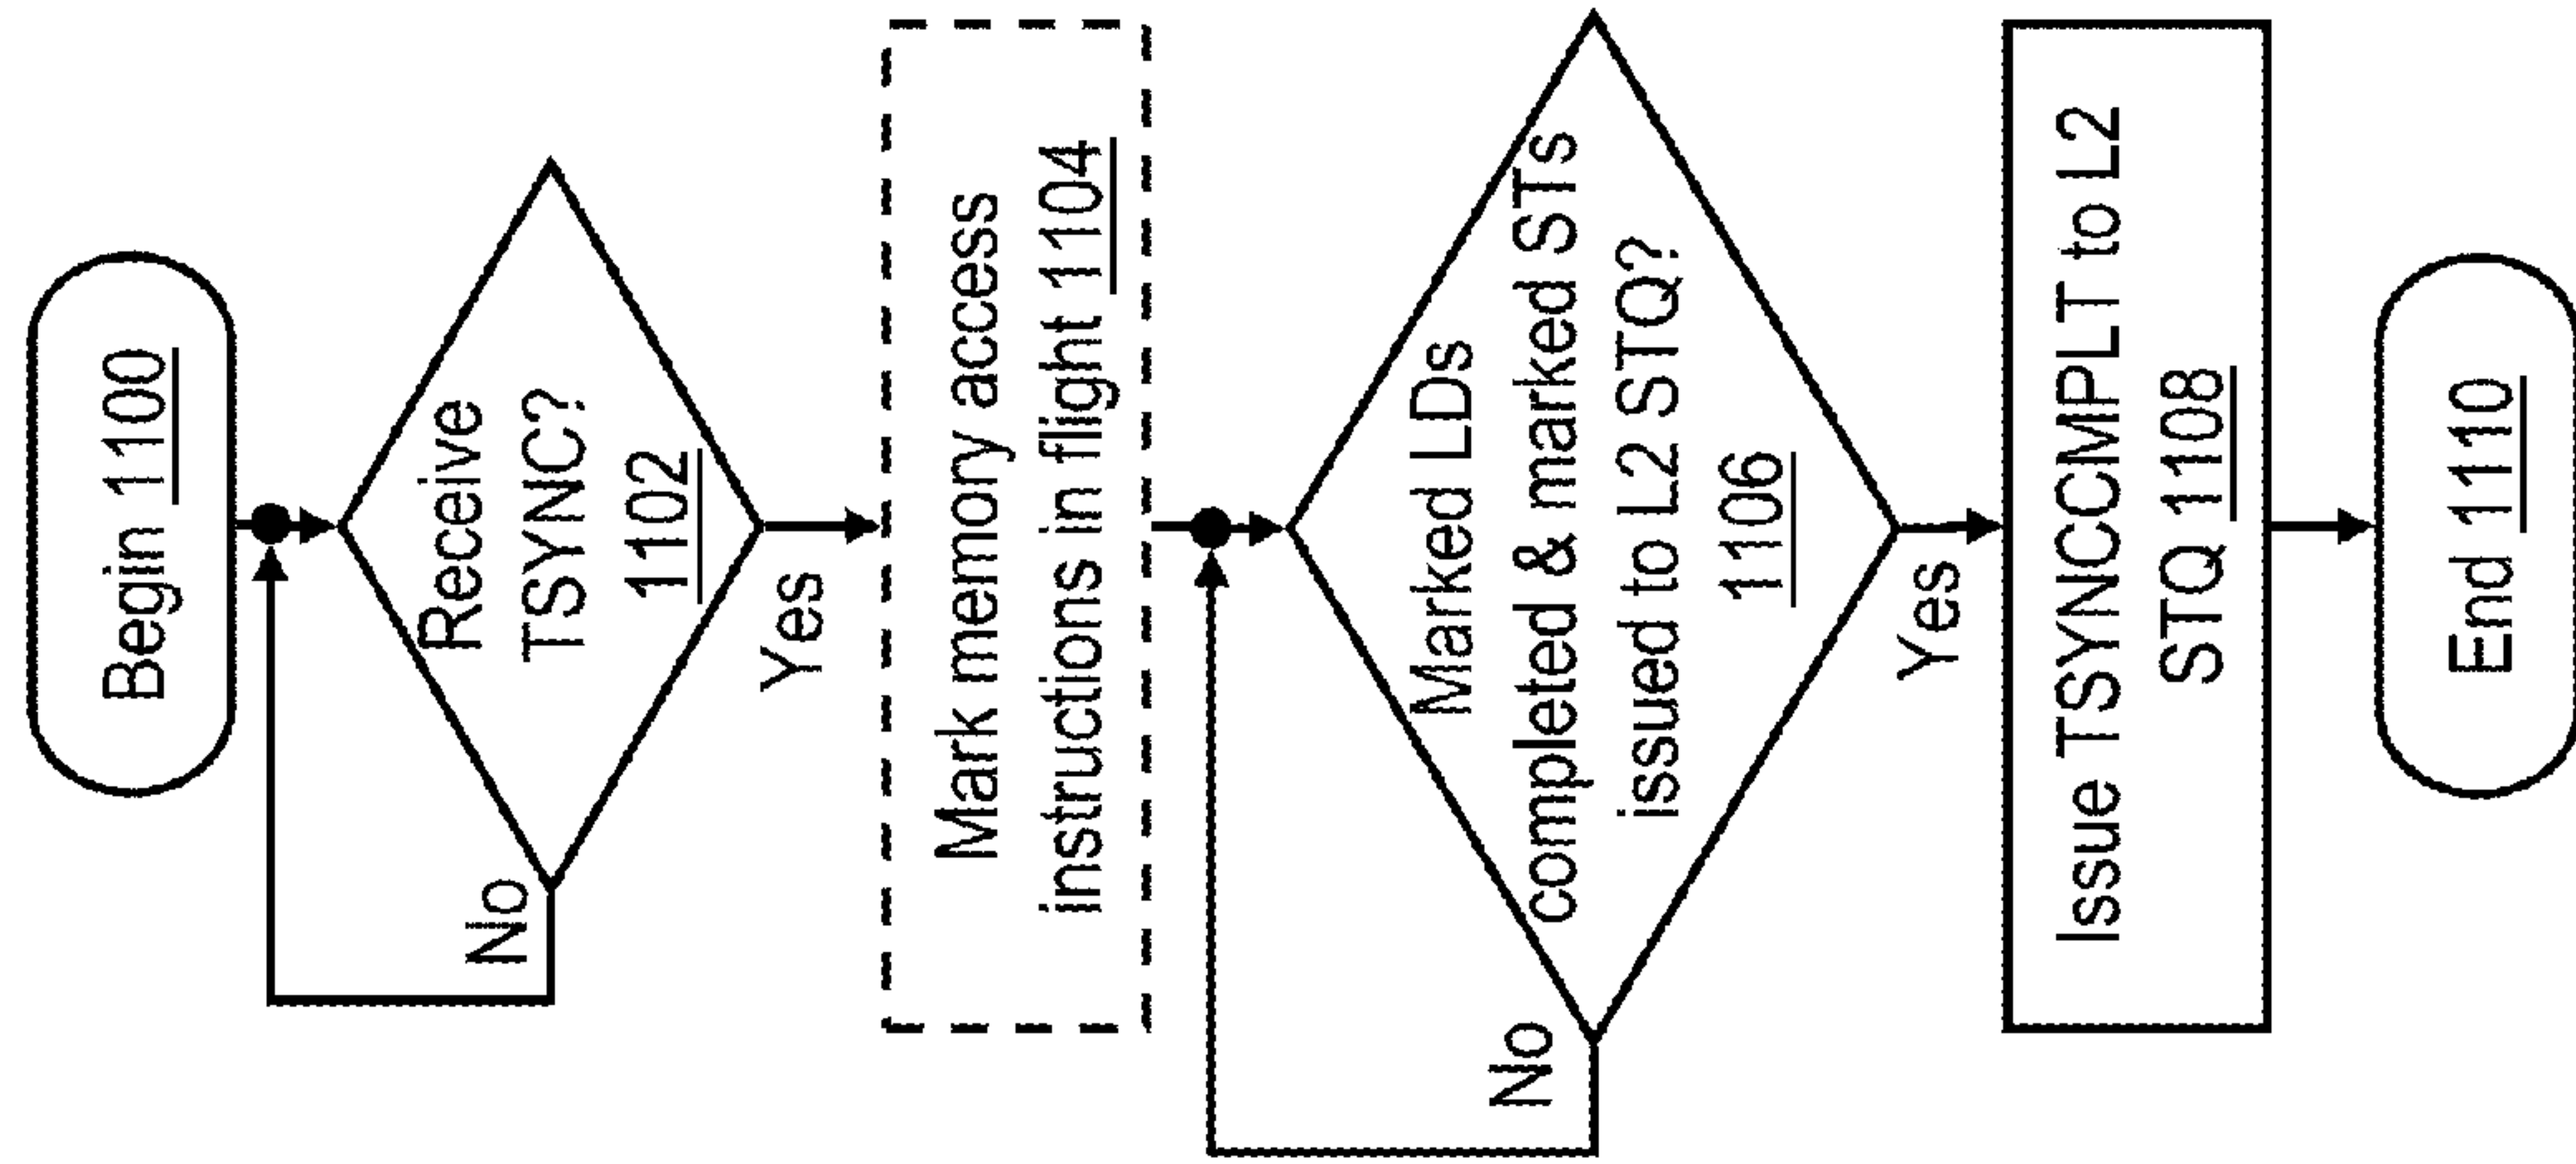 Begin 1100
Receive
TSYNC?
1102
No
Yes
Mark memory access
instructions in flight 1104
Marked LDs
completed & marked STs
issued to L2 STQ?
1106
No
Yes
Issue TSYNCCMPLT to L2
STQ 1108
End 1110